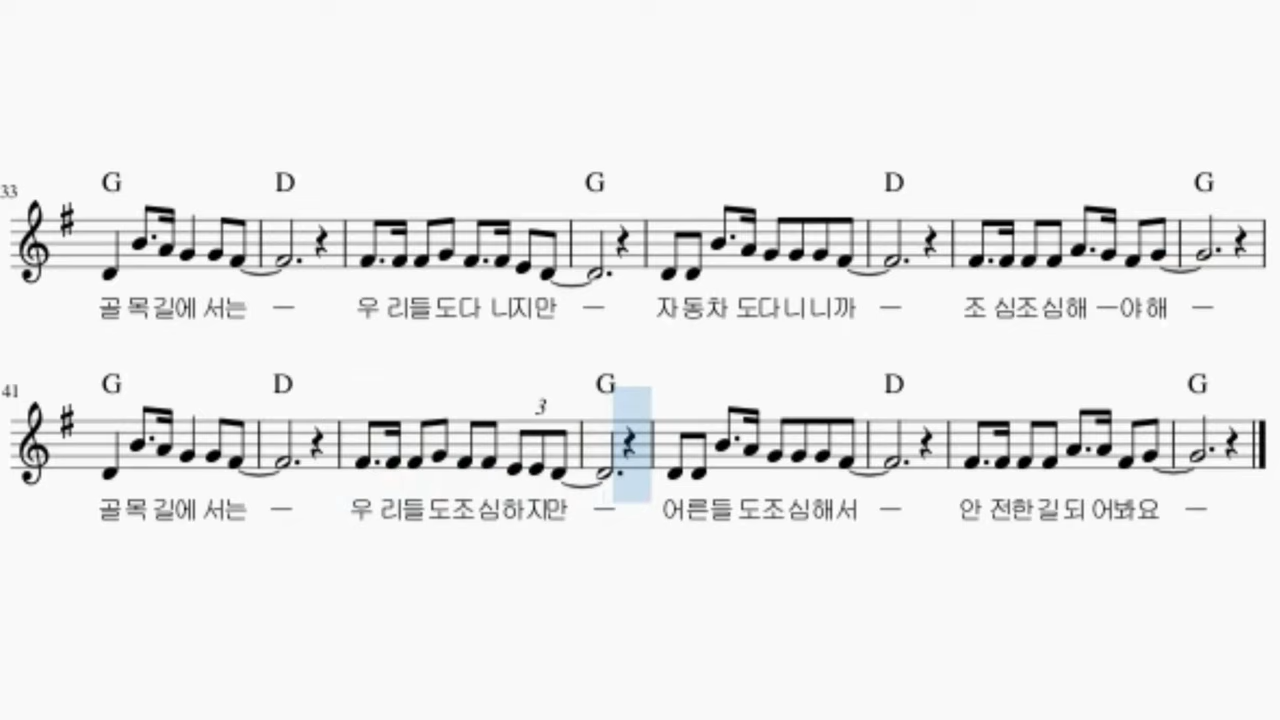 33
G D G D G
골 목 길에 서는 — 우 리들도다 니지만 — 자동차 도다니니까 — 조 심조심해 —야해 —
41
G D G D G
3
골 목 길에 서는 — 우 리들도조심하지만 — 어른들 도조심해서 — 안 전한길되 어봐요 —